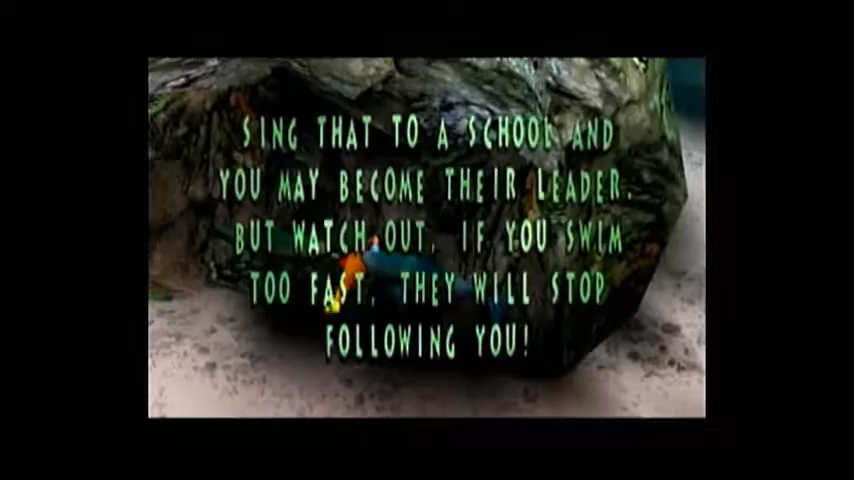 SING THAT TO A SCHOOL AND
YOU MAY BECOME THEIR LEADER.
BUT WATCH OUT, IF YOU SWIM
TOO FAST, THEY WILL STOP
FOLLOWING YOU!